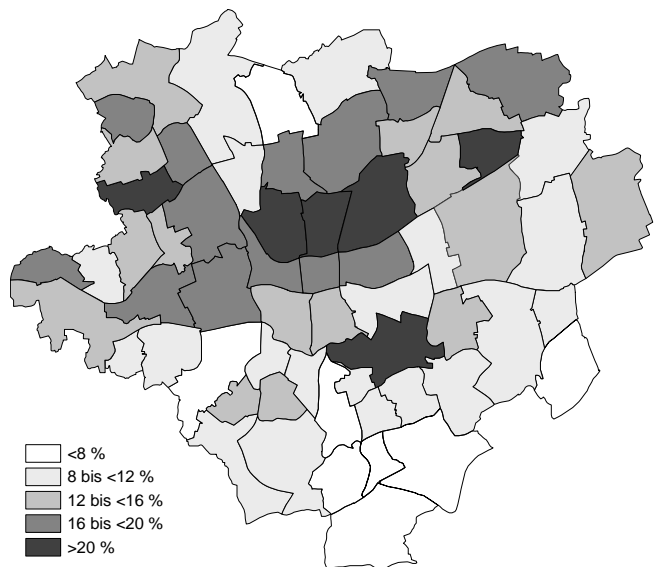 <8 %
8 bis <12 %
12 bis <16 %
16 bis <20 %
>20 %